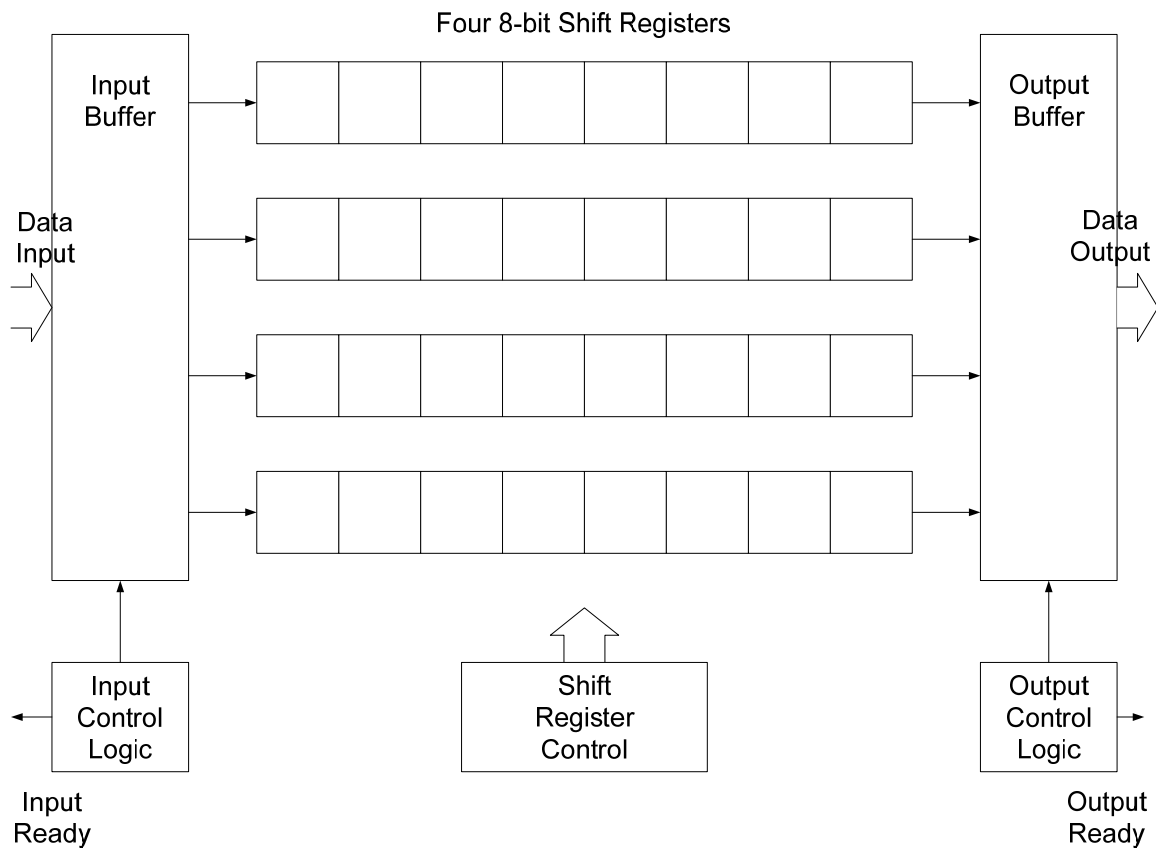 Four 8-bit Shift Registers
Input
Buffer
Output
Buffer
Data
Input
Data
Output
Input
Control
Logic
Shift
Register
Control
Output
Control
Logic
Input
Ready
Output
Ready